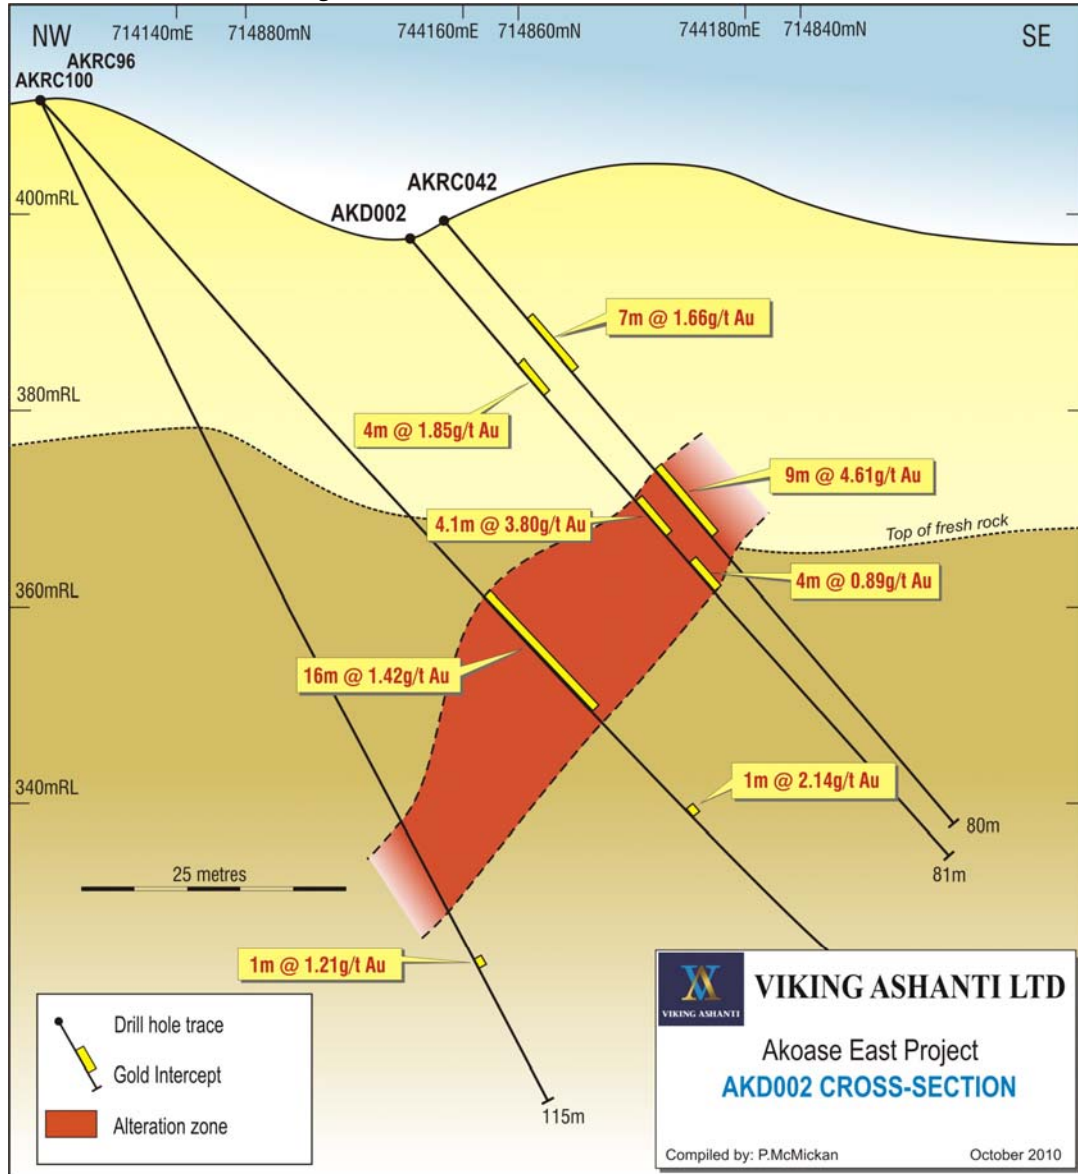 NW
714140mE
714880mN
744160mE
714860mN
744180mE
714840mN
SE
AKRC96
AKRC100
AKRC042
AKD002
400mRL
7m @ 1.66g/t Au
380mRL
4m @ 1.85g/t Au
9m @ 4.61g/t Au
4.1m @ 3.80g/t Au
Top of fresh rock
4m @ 0.89g/t Au
360mRL
16m @ 1.42g/t Au
1m @ 2.14g/t Au
340mRL
80m
81m
25 metres
1m @ 1.21g/t Au
115m
Drill hole trace
Gold Intercept
Alteration zone
VIKING ASHANTI
VIKING ASHANTI LTD
Akoase East Project
AKD002 CROSS-SECTION
Compiled by: P.McMickan
October 2010